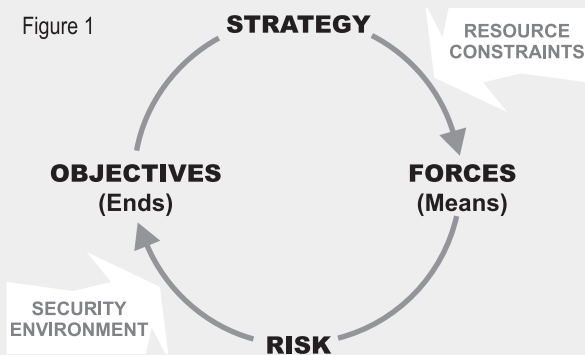 Figure 1
STRATEGY
RESOURCE
CONSTRAINTS
OBJECTIVES
(Ends)
FORCES
(Means)
SECURITY
ENVIRONMENT
RISK